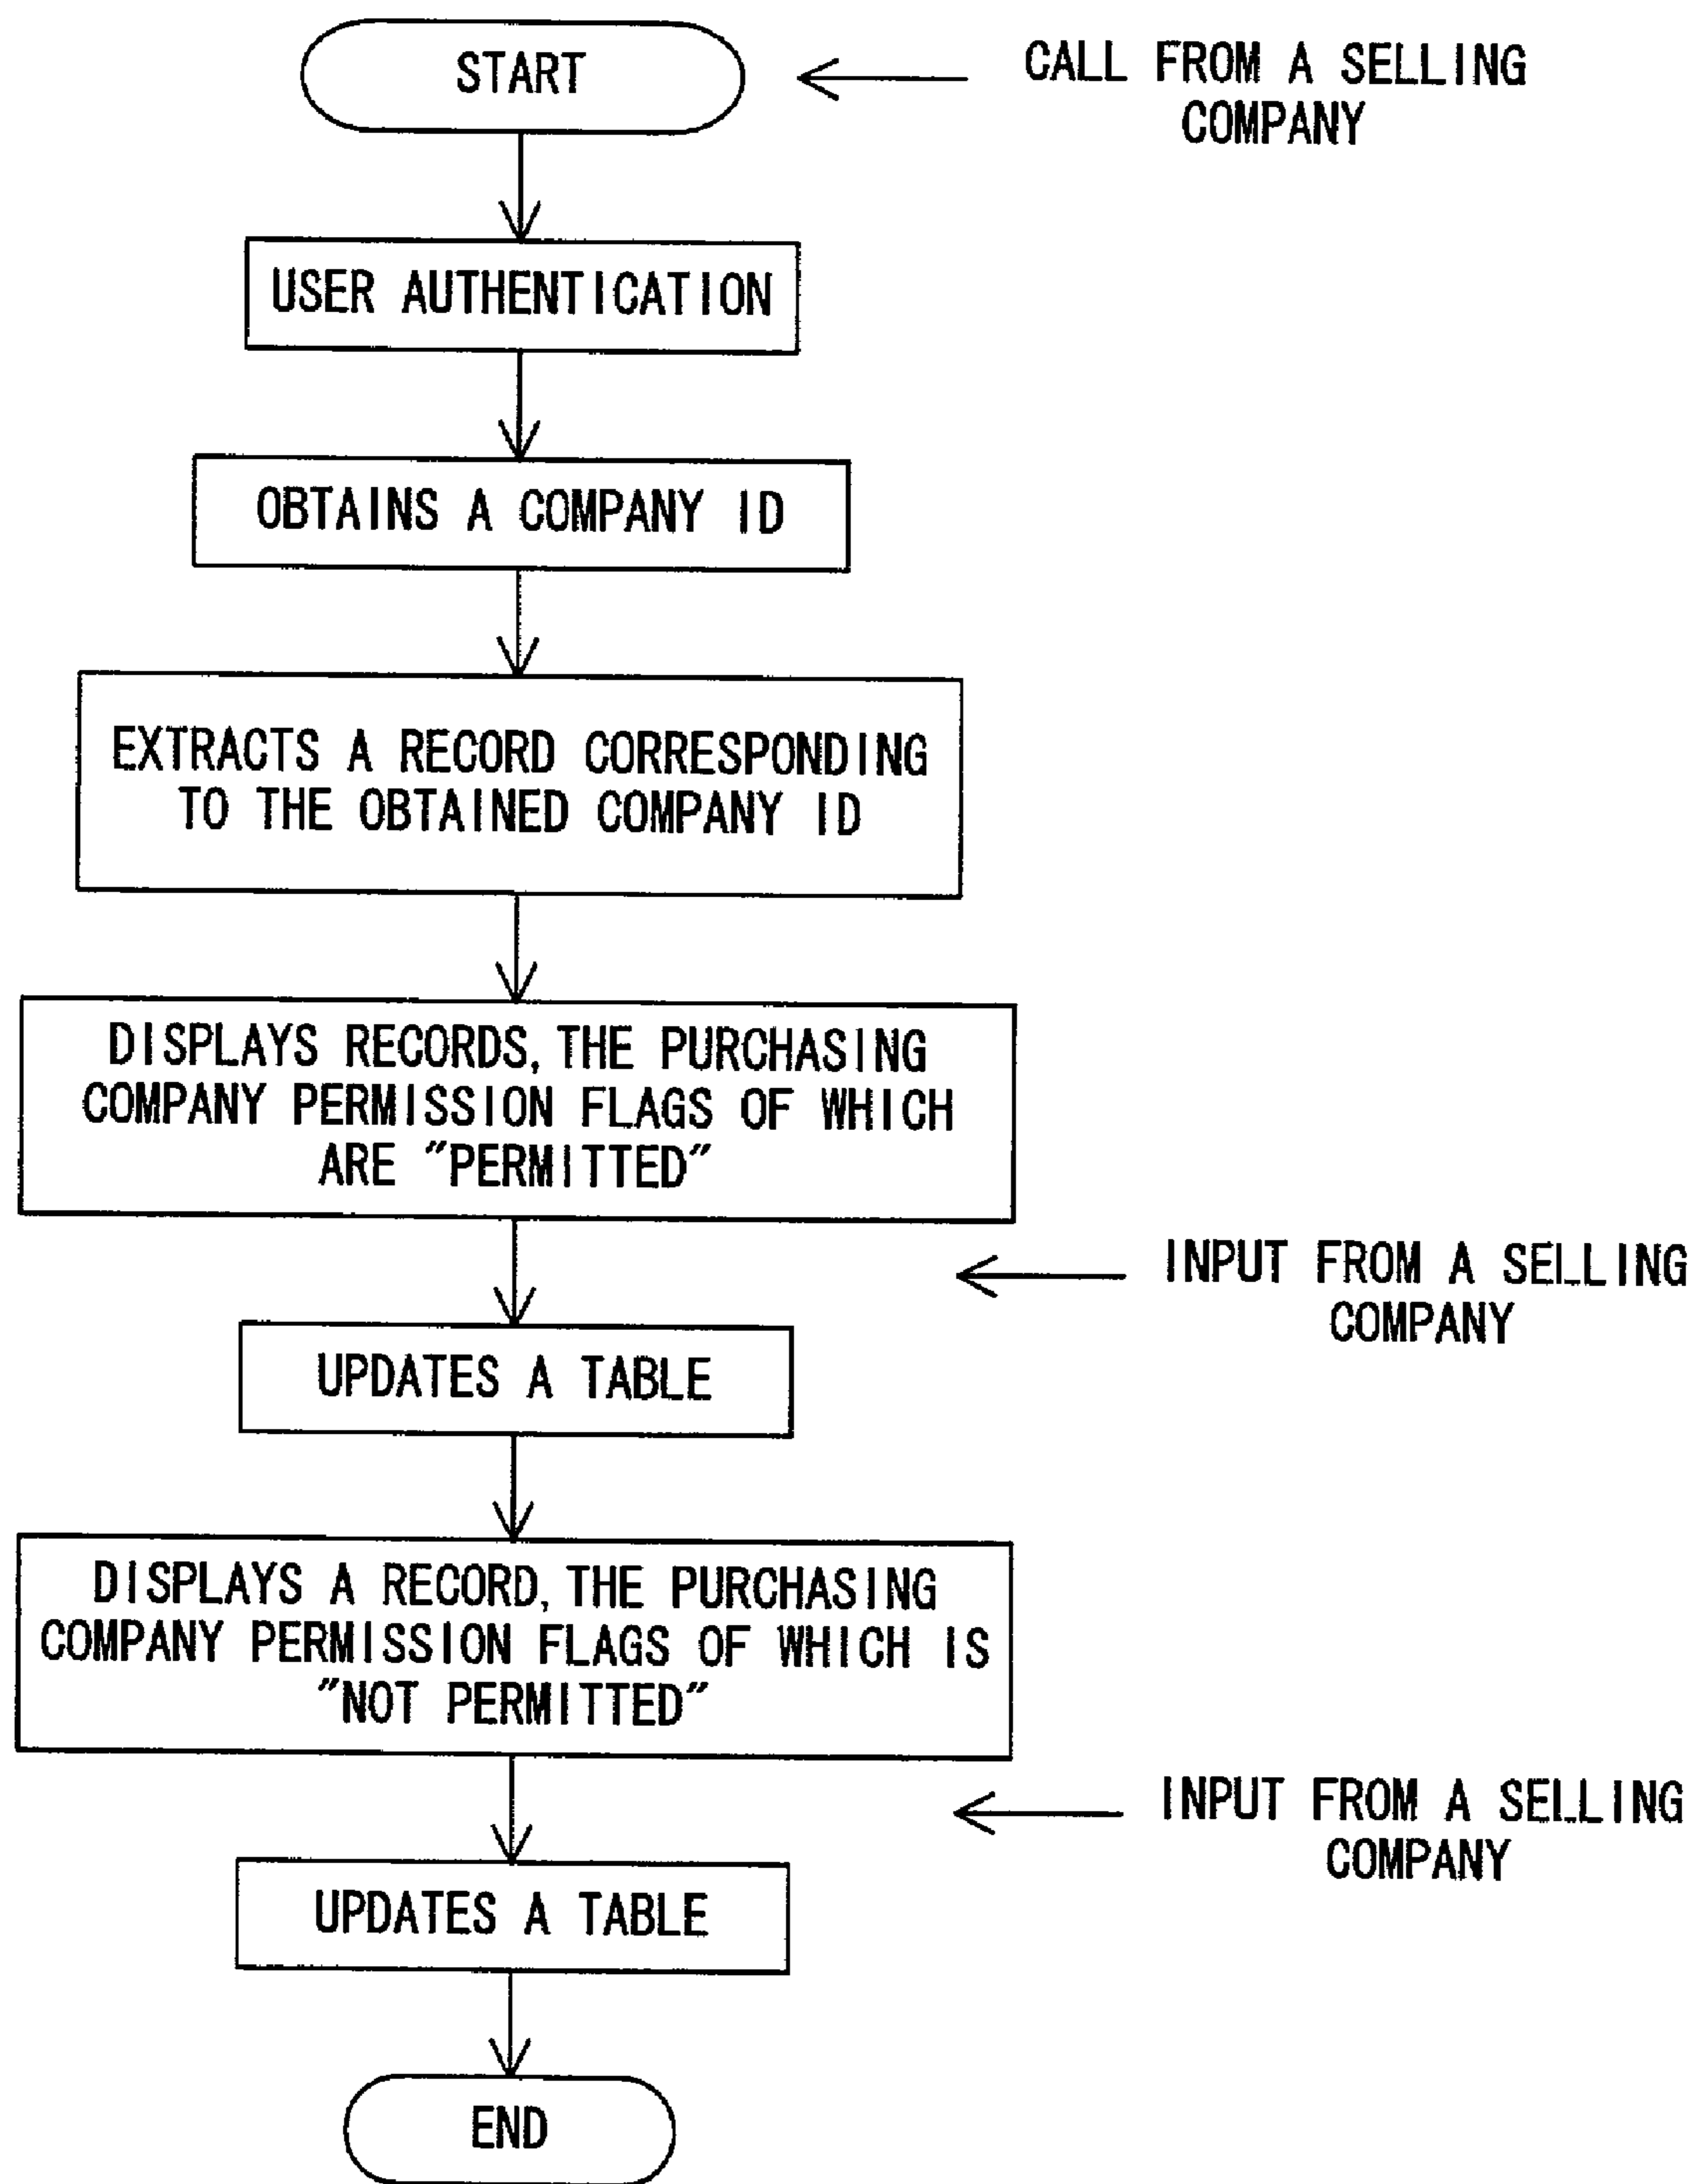 START
CALL FROM A SELLING
COMPANY
USER AUTHENTICATION
OBTAINS A COMPANY ID
EXTRACTS A RECORD CORRESPONDING
TO THE OBTAINED COMPANY ID
DISPLAYS RECORDS, THE PURCHASING
COMPANY PERMISSION FLAGS OF WHICH
ARE "PERMITTED"
INPUT FROM A SELLING
COMPANY
UPDATES A TABLE
DISPLAYS A RECORD, THE PURCHASING
COMPANY PERMISSION FLAGS OF WHICH IS
"NOT PERMITTED"
INPUT FROM A SELLING
COMPANY
UPDATES A TABLE
END